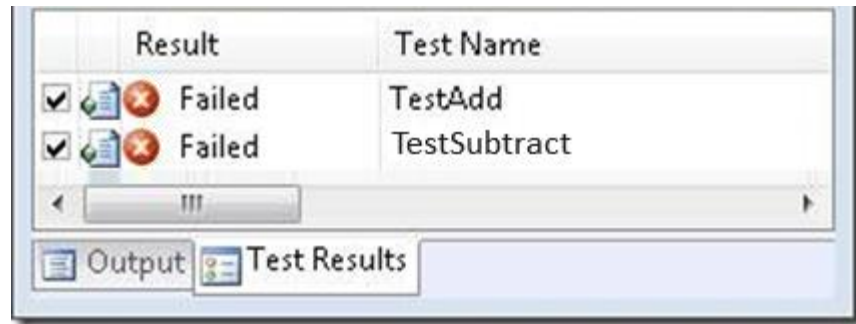 Result Test Name
Failed TestAdd
Failed TestSubtract
Output Test Results